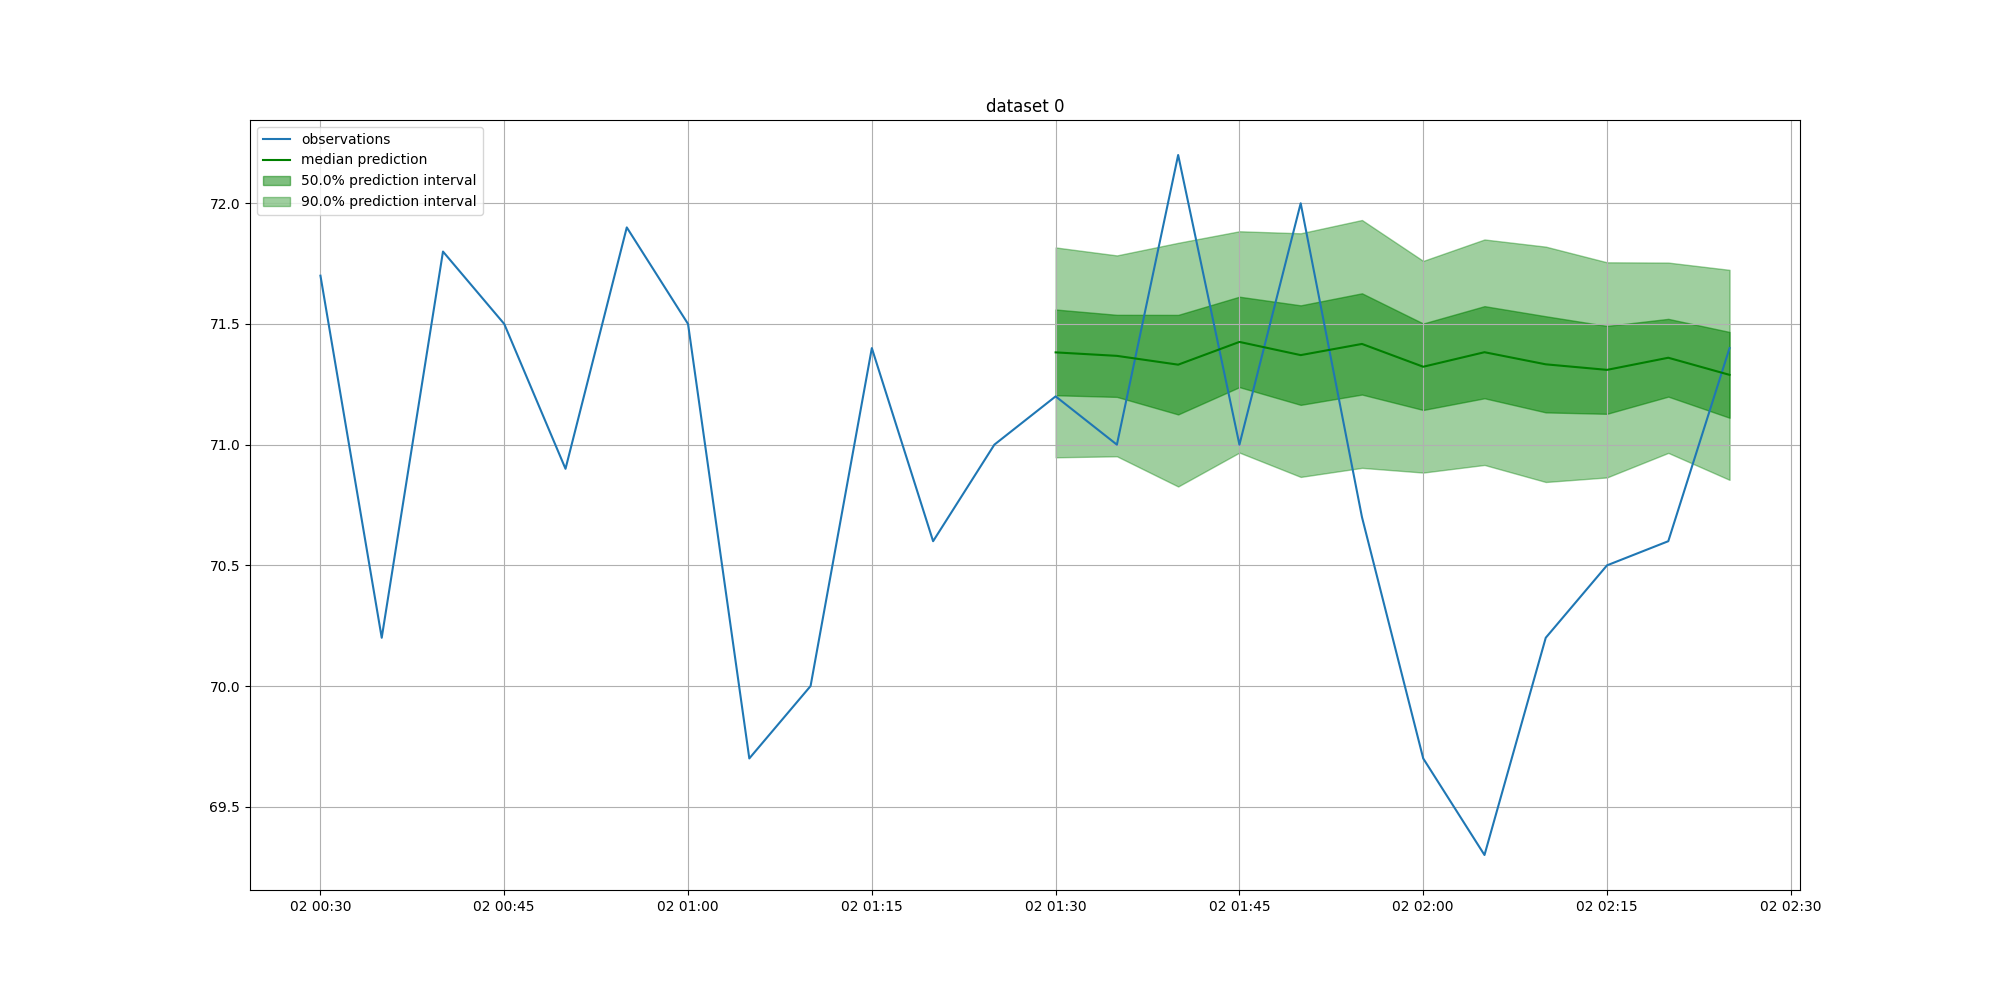 dataset 0
observations
median prediction
50.0% prediction interval
90.0% prediction interval
72.0
71.5
71.0
70.5
70.0
69.5
02 00:30 02 00:45 02 01:00 02 01:15 02 01:30 02 01:45 02 02:00 02 02:15 02 02:30